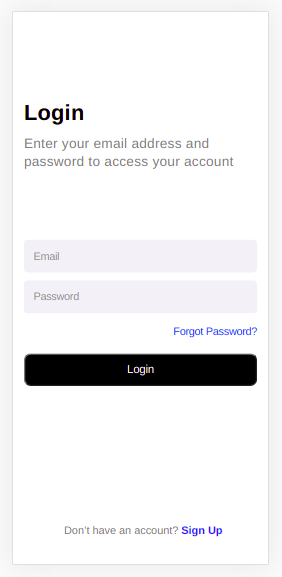 Login
Enter your email address and
password to access your account
Email
Password
Forgot Password?
Login
Don't have an account? Sign Up